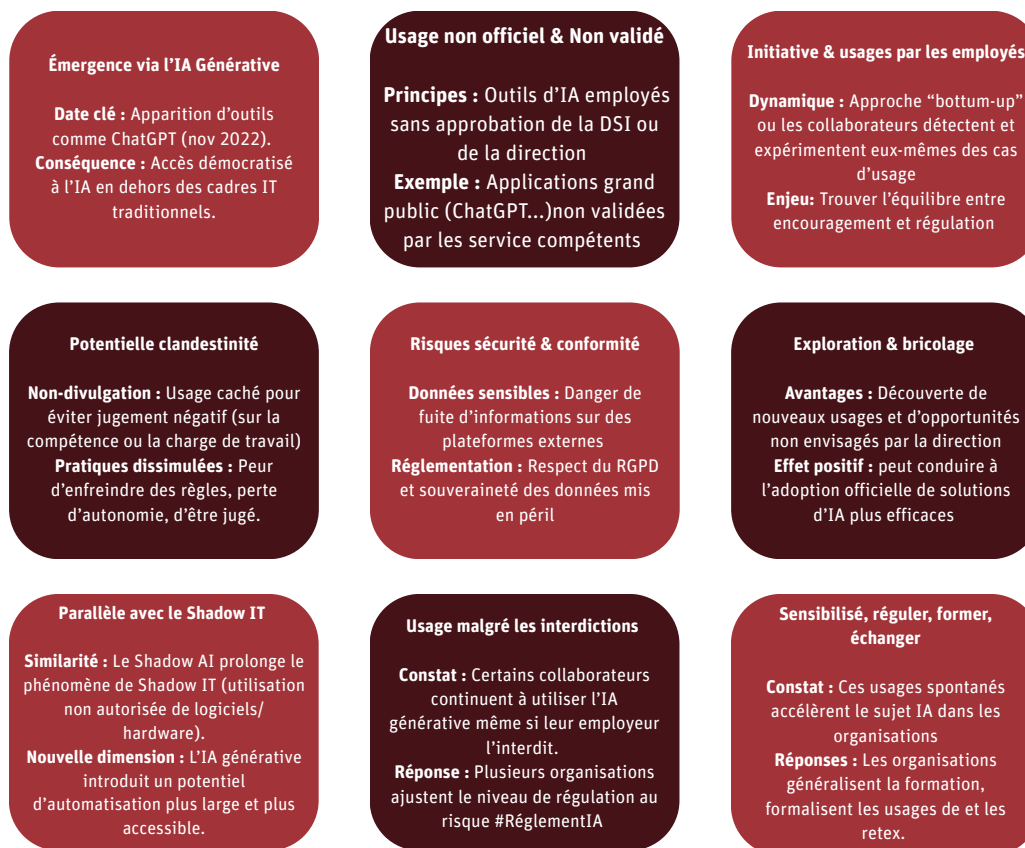 Émergence via l’IA Générative
Date clé : Apparition d’outils
comme ChatGPT (nov 2022).
Conséquence : Accès démocratisé
à l’IA en dehors des cadres IT
traditionnels.
Usage non officiel & Non validé
Principes : Outils d’IA employés
sans approbation de la DSI ou
de la direction
Exemple : Applications grand
public (ChatGPT...)non validées
par les service compétents
Initiative & usages par les employés
Dynamique : Approche “bottum-up”
ou les collaborateurs détectent et
expérimentent eux-mêmes des cas
d’usage
Enjeu: Trouver l’équilibre entre
encouragement et régulation
Potentielle clandestinité
Non-divulgation : Usage caché pour
éviter jugement négatif (sur la
compétence ou la charge de travail)
Pratiques dissimulées : Peur
d’enfreindre des règles, perte
d’autonomie, d’être jugé.
Risques sécurité & conformité
Données sensibles : Danger de
fuite d’informations sur des
plateformes externes
Réglementation : Respect du RGPD
et souveraineté des données mis
en péril
Exploration & bricolage
Avantages : Découverte de
nouveaux usages et d’opportunités
non envisagés par la direction
Effet positif : peut conduire à
l’adoption officielle de solutions
d’IA plus efficaces
Parallèle avec le Shadow IT
Similarité : Le Shadow AI prolonge le
phénomène de Shadow IT (utilisation
non autorisée de logiciels/
hardware).
Nouvelle dimension : L’IA générative
introduit un potentiel
d’automatisation plus large et plus
accessible.
Usage malgré les interdictions
Constat : Certains collaborateurs
continuent à utiliser l’IA
générative même si leur employeur
l’interdit.
Réponse : Plusieurs organisations
ajustent le niveau de régulation au
risque #RéglementIA
Sensibilisé, réguler, former,
échanger
Constat : Ces usages spontanés
accélèrent le sujet IA dans les
organisations
Réponses : Les organisations
généralisent la formation,
formalisent les usages de et les
retex.